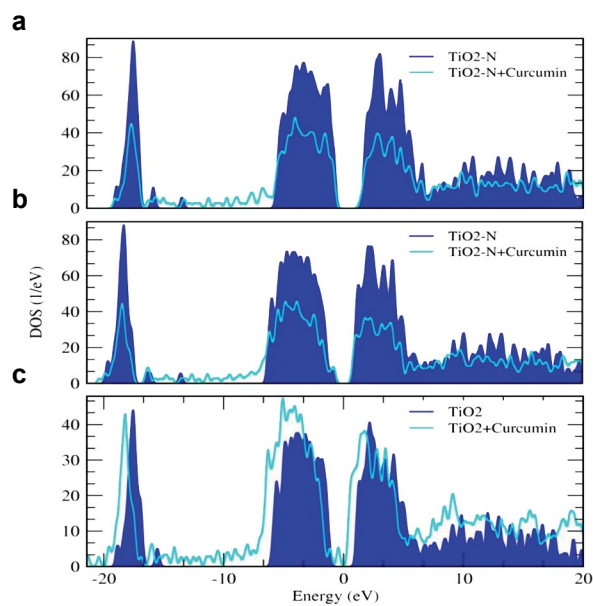 a
80
60
40
20
0
TiO2-N
TiO2-N+Curcumin
b
80
60
40
20
0
TiO2-N
TiO2-N+Curcumin
DOS (1/eV)
c
40
30
20
10
0
TiO2
TiO2+Curcumin
-20 -10 0 10 20
Energy (eV)